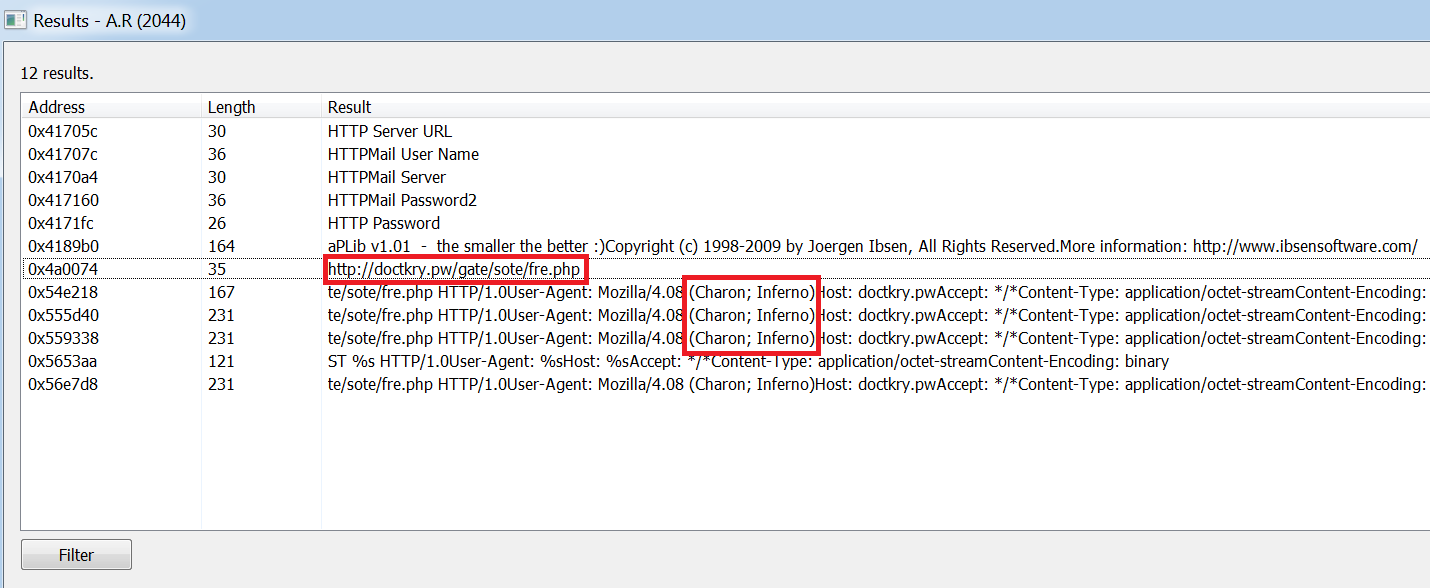 Results - A.R (2044)
12 results.
Address Length Result
0x41705c 30 HTTP Server URL
0x41707c 36 HTTPMail User Name
0x4170a4 30 HTTPMail Server
0x417160 36 HTTPMail Password2
0x4171fc 26 HTTP Password
0x4189b0 164 aPLib v1.01  -  the smaller the better :)Copyright (c) 1998-2009 by Joergen Ibsen, All Rights Reserved.More information: http://www.ibsensoftware.com/
0x4a0074 35 http://doctkry.pw/gate/sote/fre.php
0x54e218 167 te/sote/fre.php HTTP/1.0User-Agent: Mozilla/4.08 (Charon; Inferno)Host: doctkry.pwAccept: */*Content-Type: application/octet-streamContent-Encoding:
0x555d40 231 te/sote/fre.php HTTP/1.0User-Agent: Mozilla/4.08 (Charon; Inferno)Host: doctkry.pwAccept: */*Content-Type: application/octet-streamContent-Encoding:
0x559338 231 te/sote/fre.php HTTP/1.0User-Agent: Mozilla/4.08 (Charon; Inferno)Host: doctkry.pwAccept: */*Content-Type: application/octet-streamContent-Encoding:
0x5653aa 121 ST %s HTTP/1.0User-Agent: %sHost: %sAccept: */*Content-Type: application/octet-streamContent-Encoding: binary
0x56e7d8 231 te/sote/fre.php HTTP/1.0User-Agent: Mozilla/4.08 (Charon; Inferno)Host: doctkry.pwAccept: */*Content-Type: application/octet-streamContent-Encoding:
Filter